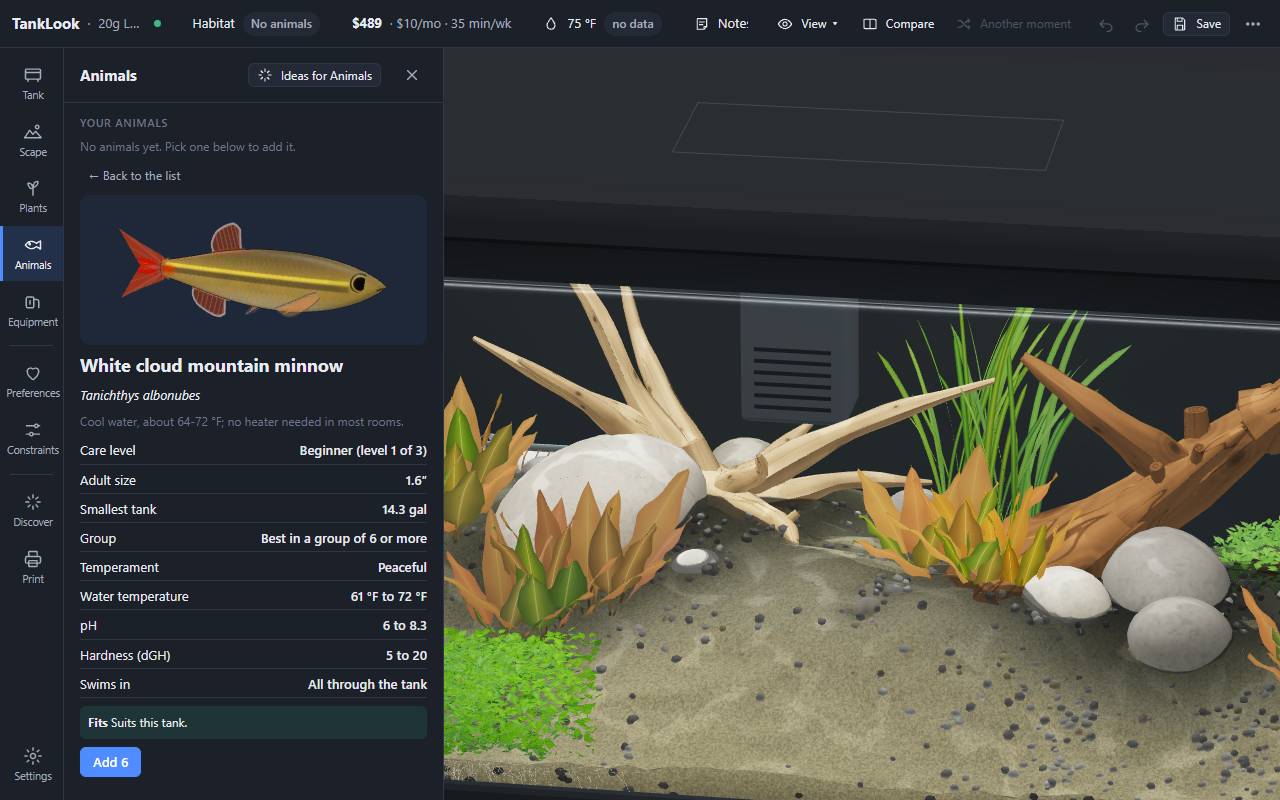 TankLook · 20g L...
Habitat No animals
$489 · $10/mo · 35 min/wk
75 °F no data
Notes
View
Compare
Another moment
Save
Tank
Scape
Plants
Animals
Equipment
Preferences
Constraints
Discover
Print
Settings
Animals
Ideas for Animals
YOUR ANIMALS
No animals yet. Pick one below to add it.
← Back to the list
White cloud mountain minnow
Tanichthys albonubes
Cool water, about 64-72 °F; no heater needed in most rooms.
Care level Beginner (level 1 of 3)
Adult size 1.6″
Smallest tank 14.3 gal
Group Best in a group of 6 or more
Temperament Peaceful
Water temperature 61 °F to 72 °F
pH 6 to 8.3
Hardness (dGH) 5 to 20
Swims in All through the tank
Fits Suits this tank.
Add 6